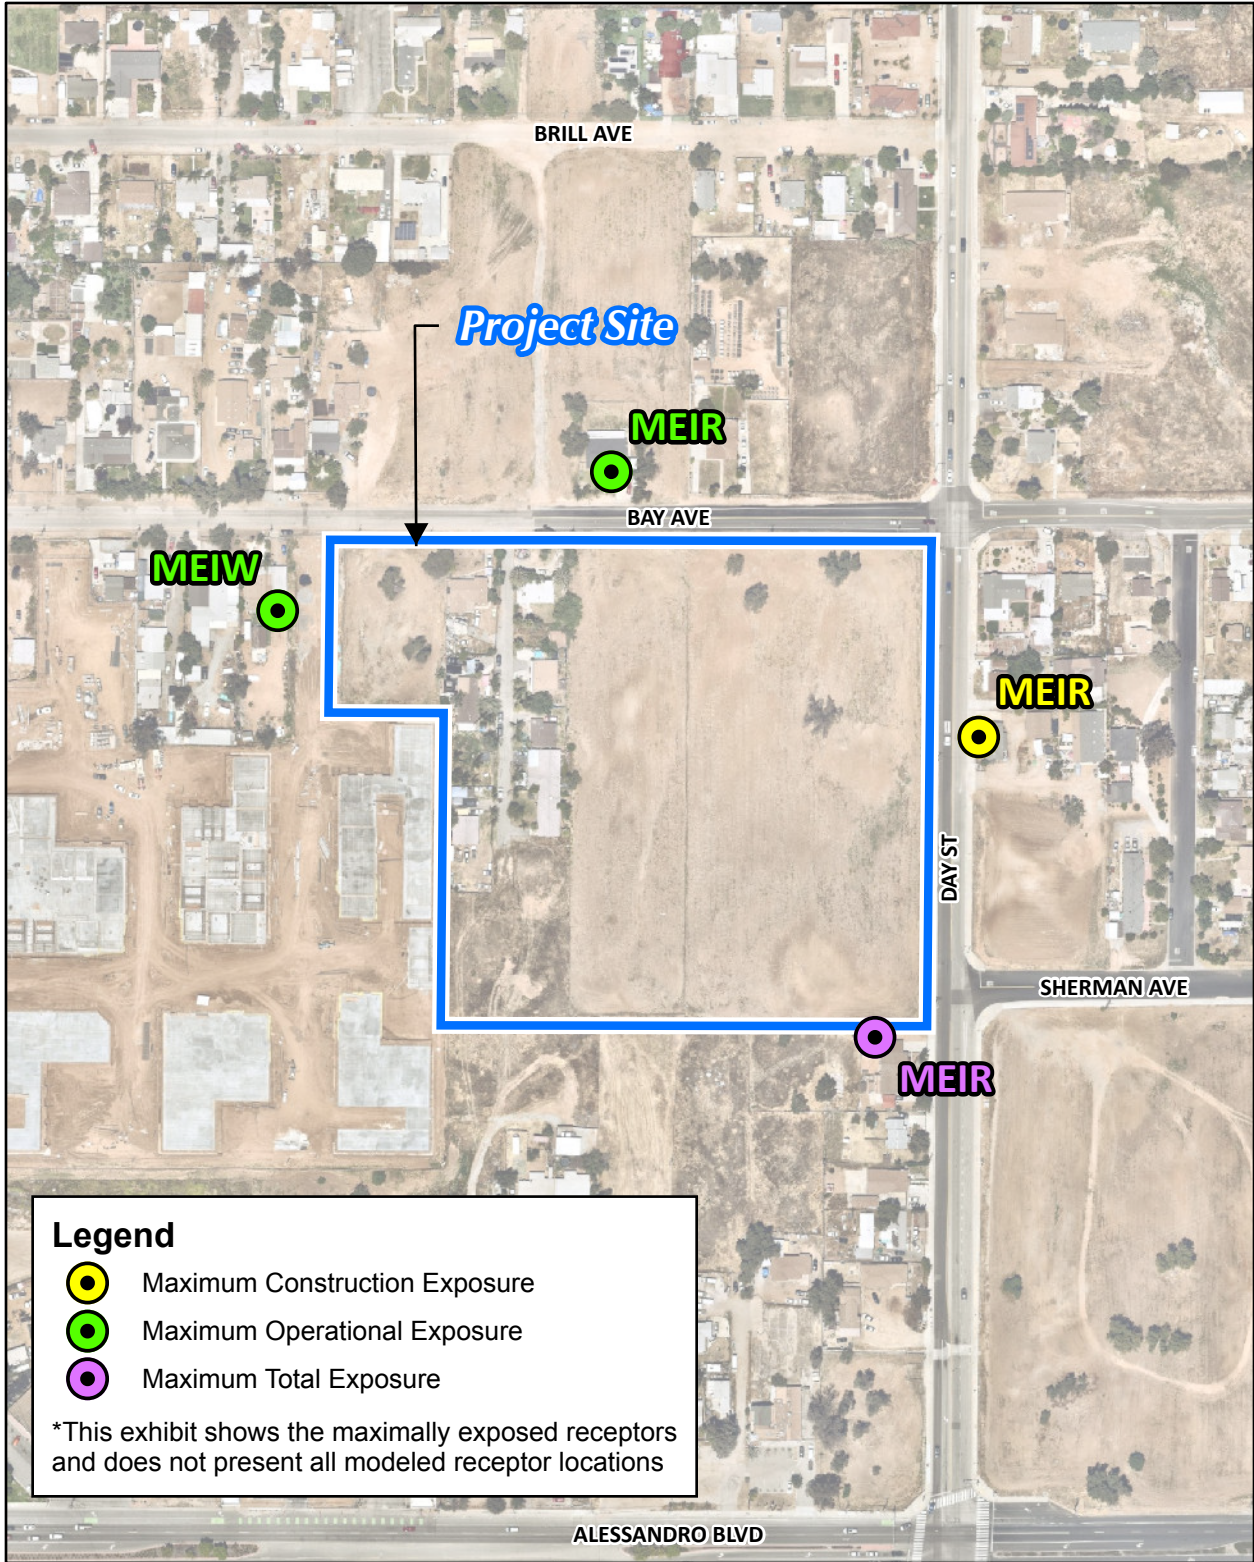 BRILL AVE
Project Site
MEIR
BAY AVE
MEIW
MEIR
DAY ST
SHERMAN AVE
MEIR
Legend
Maximum Construction Exposure
Maximum Operational Exposure
Maximum Total Exposure
*This exhibit shows the maximally exposed receptors
and does not present all modeled receptor locations
ALESSANDRO BLVD